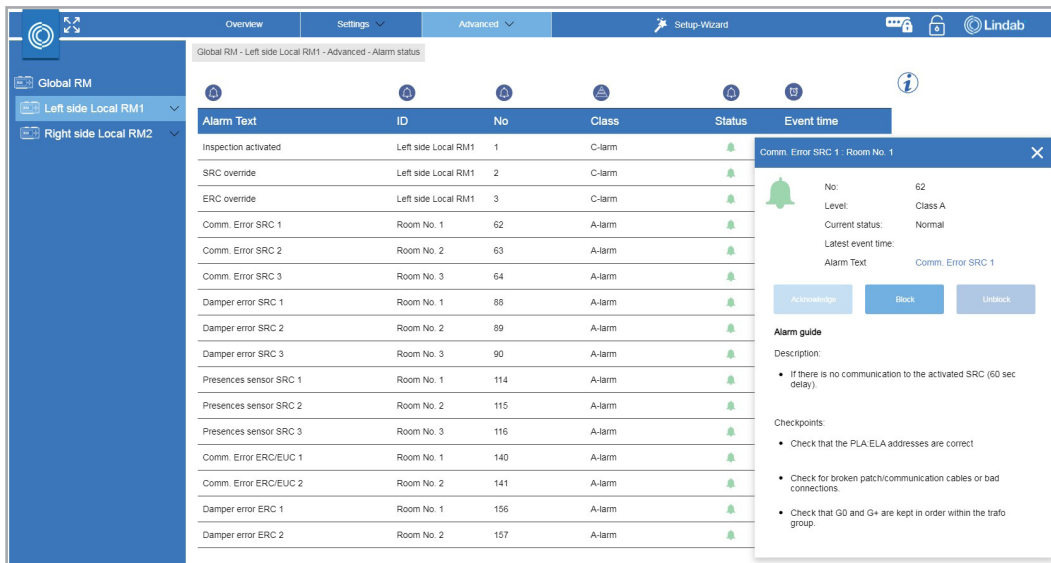 Overview Settings Advanced Setup-Wizard Lindab
Global RM - Left side Local RM1 - Advanced - Alarm status
Global RM
Left side Local RM1
Right side Local RM2
Alarm Text ID No Class Status Event time
Inspection activated Left side Local RM1 1 C-larm
SRC override Left side Local RM1 2 C-larm
ERC override Left side Local RM1 3 C-larm
Comm. Error SRC 1 Room No. 1 62 A-larm
Comm. Error SRC 2 Room No. 2 63 A-larm
Comm. Error SRC 3 Room No. 3 64 A-larm
Damper error SRC 1 Room No. 1 88 A-larm
Damper error SRC 2 Room No. 2 89 A-larm
Damper error SRC 3 Room No. 3 90 A-larm
Presences sensor SRC 1 Room No. 1 114 A-larm
Presences sensor SRC 2 Room No. 2 115 A-larm
Presences sensor SRC 3 Room No. 3 116 A-larm
Comm. Error ERC/EUC 1 Room No. 1 140 A-larm
Comm. Error ERC/EUC 2 Room No. 2 141 A-larm
Damper error ERC 1 Room No. 1 156 A-larm
Damper error ERC 2 Room No. 2 157 A-larm
Comm. Error SRC 1 : Room No. 1
No: 62
Level: Class A
Current status: Normal
Latest event time:
Alarm Text Comm. Error SRC 1
Acknowledge Block Unblock
Alarm guide
Description:
• If there is no communication to the activated SRC (60 sec
delay).
Checkpoints:
• Check that the PLA:ELA addresses are correct
• Check for broken patch/communication cables or bad
connections.
• Check that G0 and G+ are kept in order within the trafo
group.